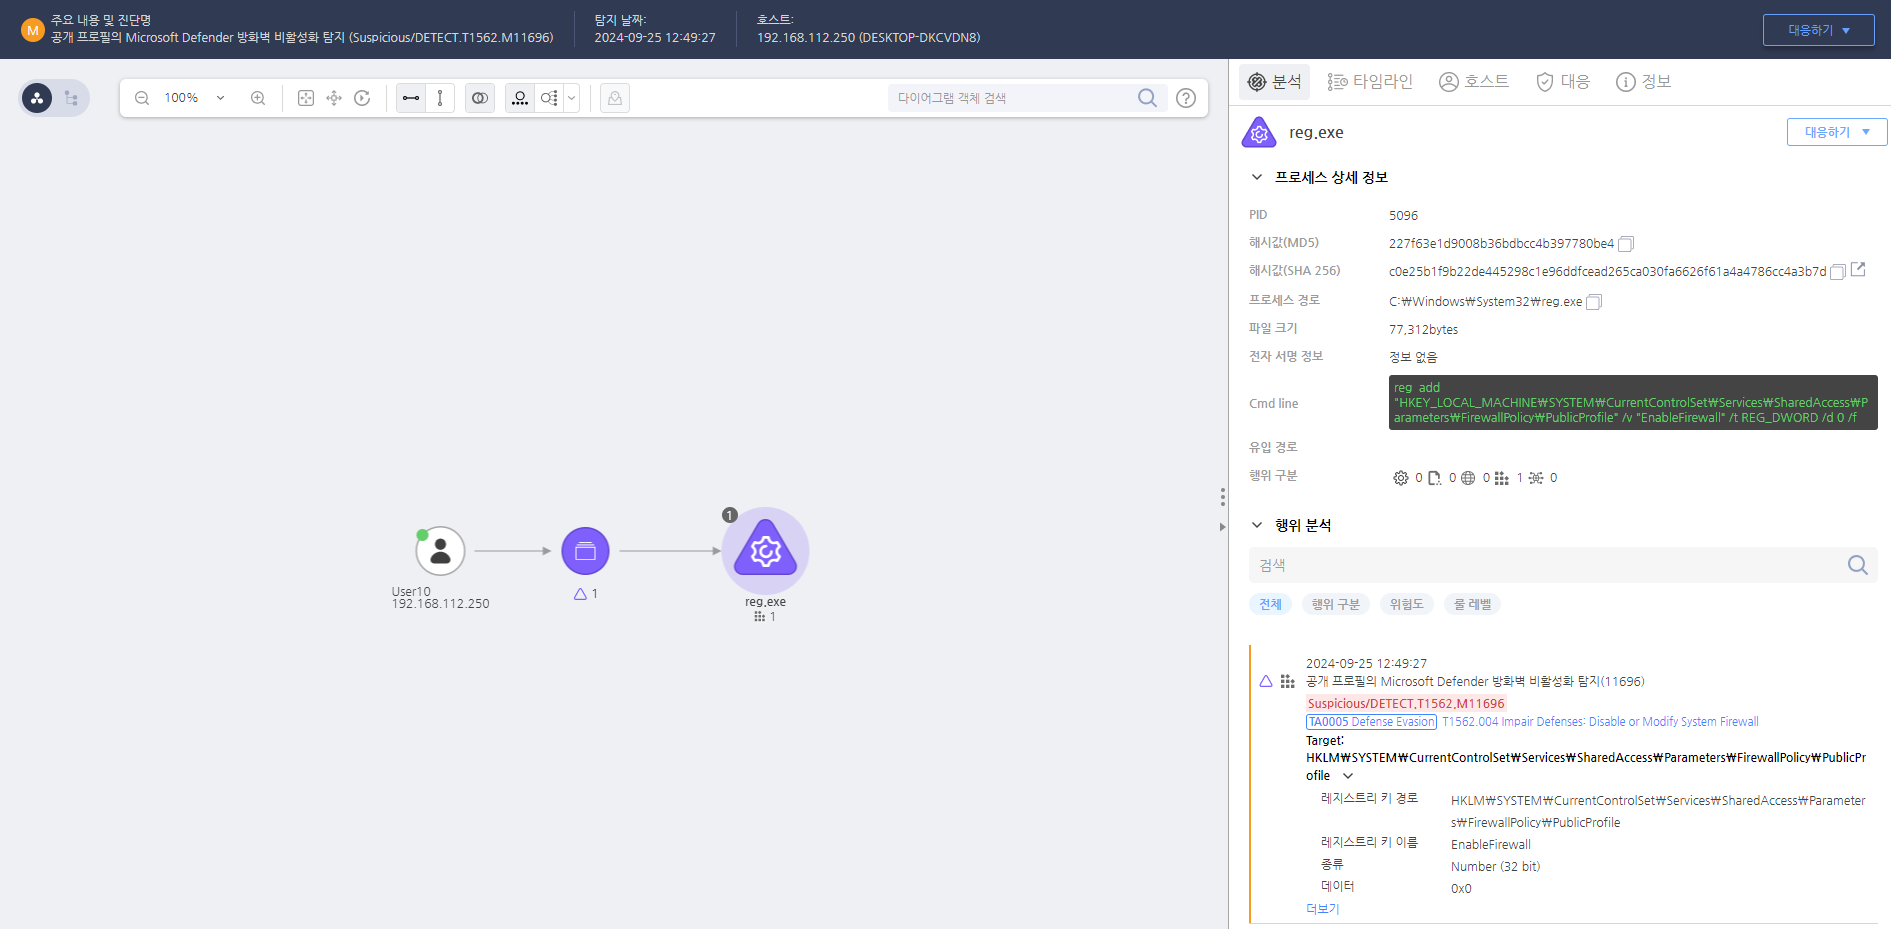 M
주요 내용 및 진단명
공개 프로필의 Microsoft Defender 방화벽 비활성화 탐지 (Suspicious/DETECT.T1562.M11696)
탐지 날짜:
2024-09-25 12:49:27
호스트:
192.168.112.250 (DESKTOP-DKCVDN8)
대응하기
100%
다이어그램 객체 검색
?
User10
192.168.112.250
1
1
reg.exe
1
분석
타임라인
호스트
대응
정보
reg.exe
대응하기
프로세스 상세 정보
PID
5096
해시값(MD5)
227f63e1d9008b36bdbcc4b397780be4
해시값(SHA 256)
c0e25b1f9b22de445298c1e96ddfcead265ca030fa6626f61a4a4786cc4a3b7d
프로세스 경로
C:₩Windows₩System32₩reg.exe
파일 크기
77,312bytes
전자 서명 정보
정보 없음
Cmd line
reg add
"HKEY_LOCAL_MACHINE₩SYSTEM₩CurrentControlSet₩Services₩SharedAccess₩P
arameters₩FirewallPolicy₩PublicProfile" /v "EnableFirewall" /t REG_DWORD /d 0 /f
유입 경로
행위 구분
0 0 0 1 0
행위 분석
검색
전체 행위 구분 위험도 룰 레벨
2024-09-25 12:49:27
공개 프로필의 Microsoft Defender 방화벽 비활성화 탐지(11696)
Suspicious/DETECT.T1562.M11696
TA0005 Defense Evasion T1562.004 Impair Defenses: Disable or Modify System Firewall
Target:
HKLM₩SYSTEM₩CurrentControlSet₩Services₩SharedAccess₩Parameters₩FirewallPolicy₩PublicPr
ofile
레지스트리 키 경로
HKLM₩SYSTEM₩CurrentControlSet₩Services₩SharedAccess₩Parameter
s₩FirewallPolicy₩PublicProfile
레지스트리 키 이름
EnableFirewall
종류
Number (32 bit)
데이터
0x0
더보기